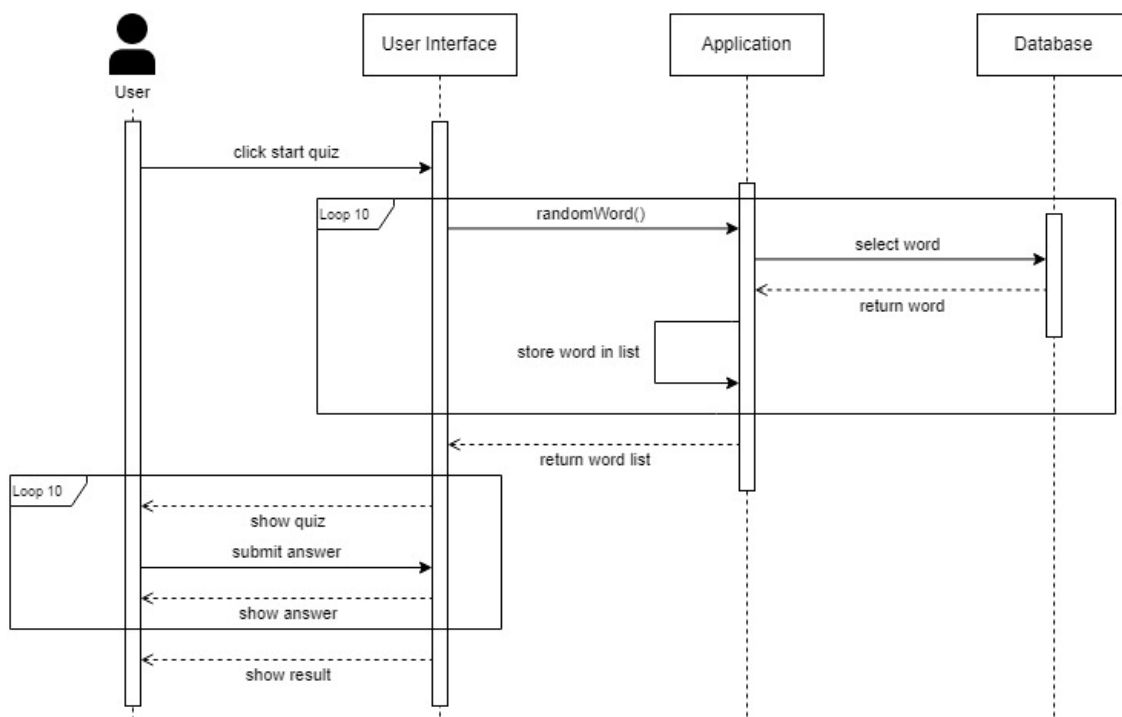 User Interface
Application
Database
User
click start quiz
Loop 10
randomWord()
select word
return word
store word in list
return word list
Loop 10
show quiz
submit answer
show answer
show result